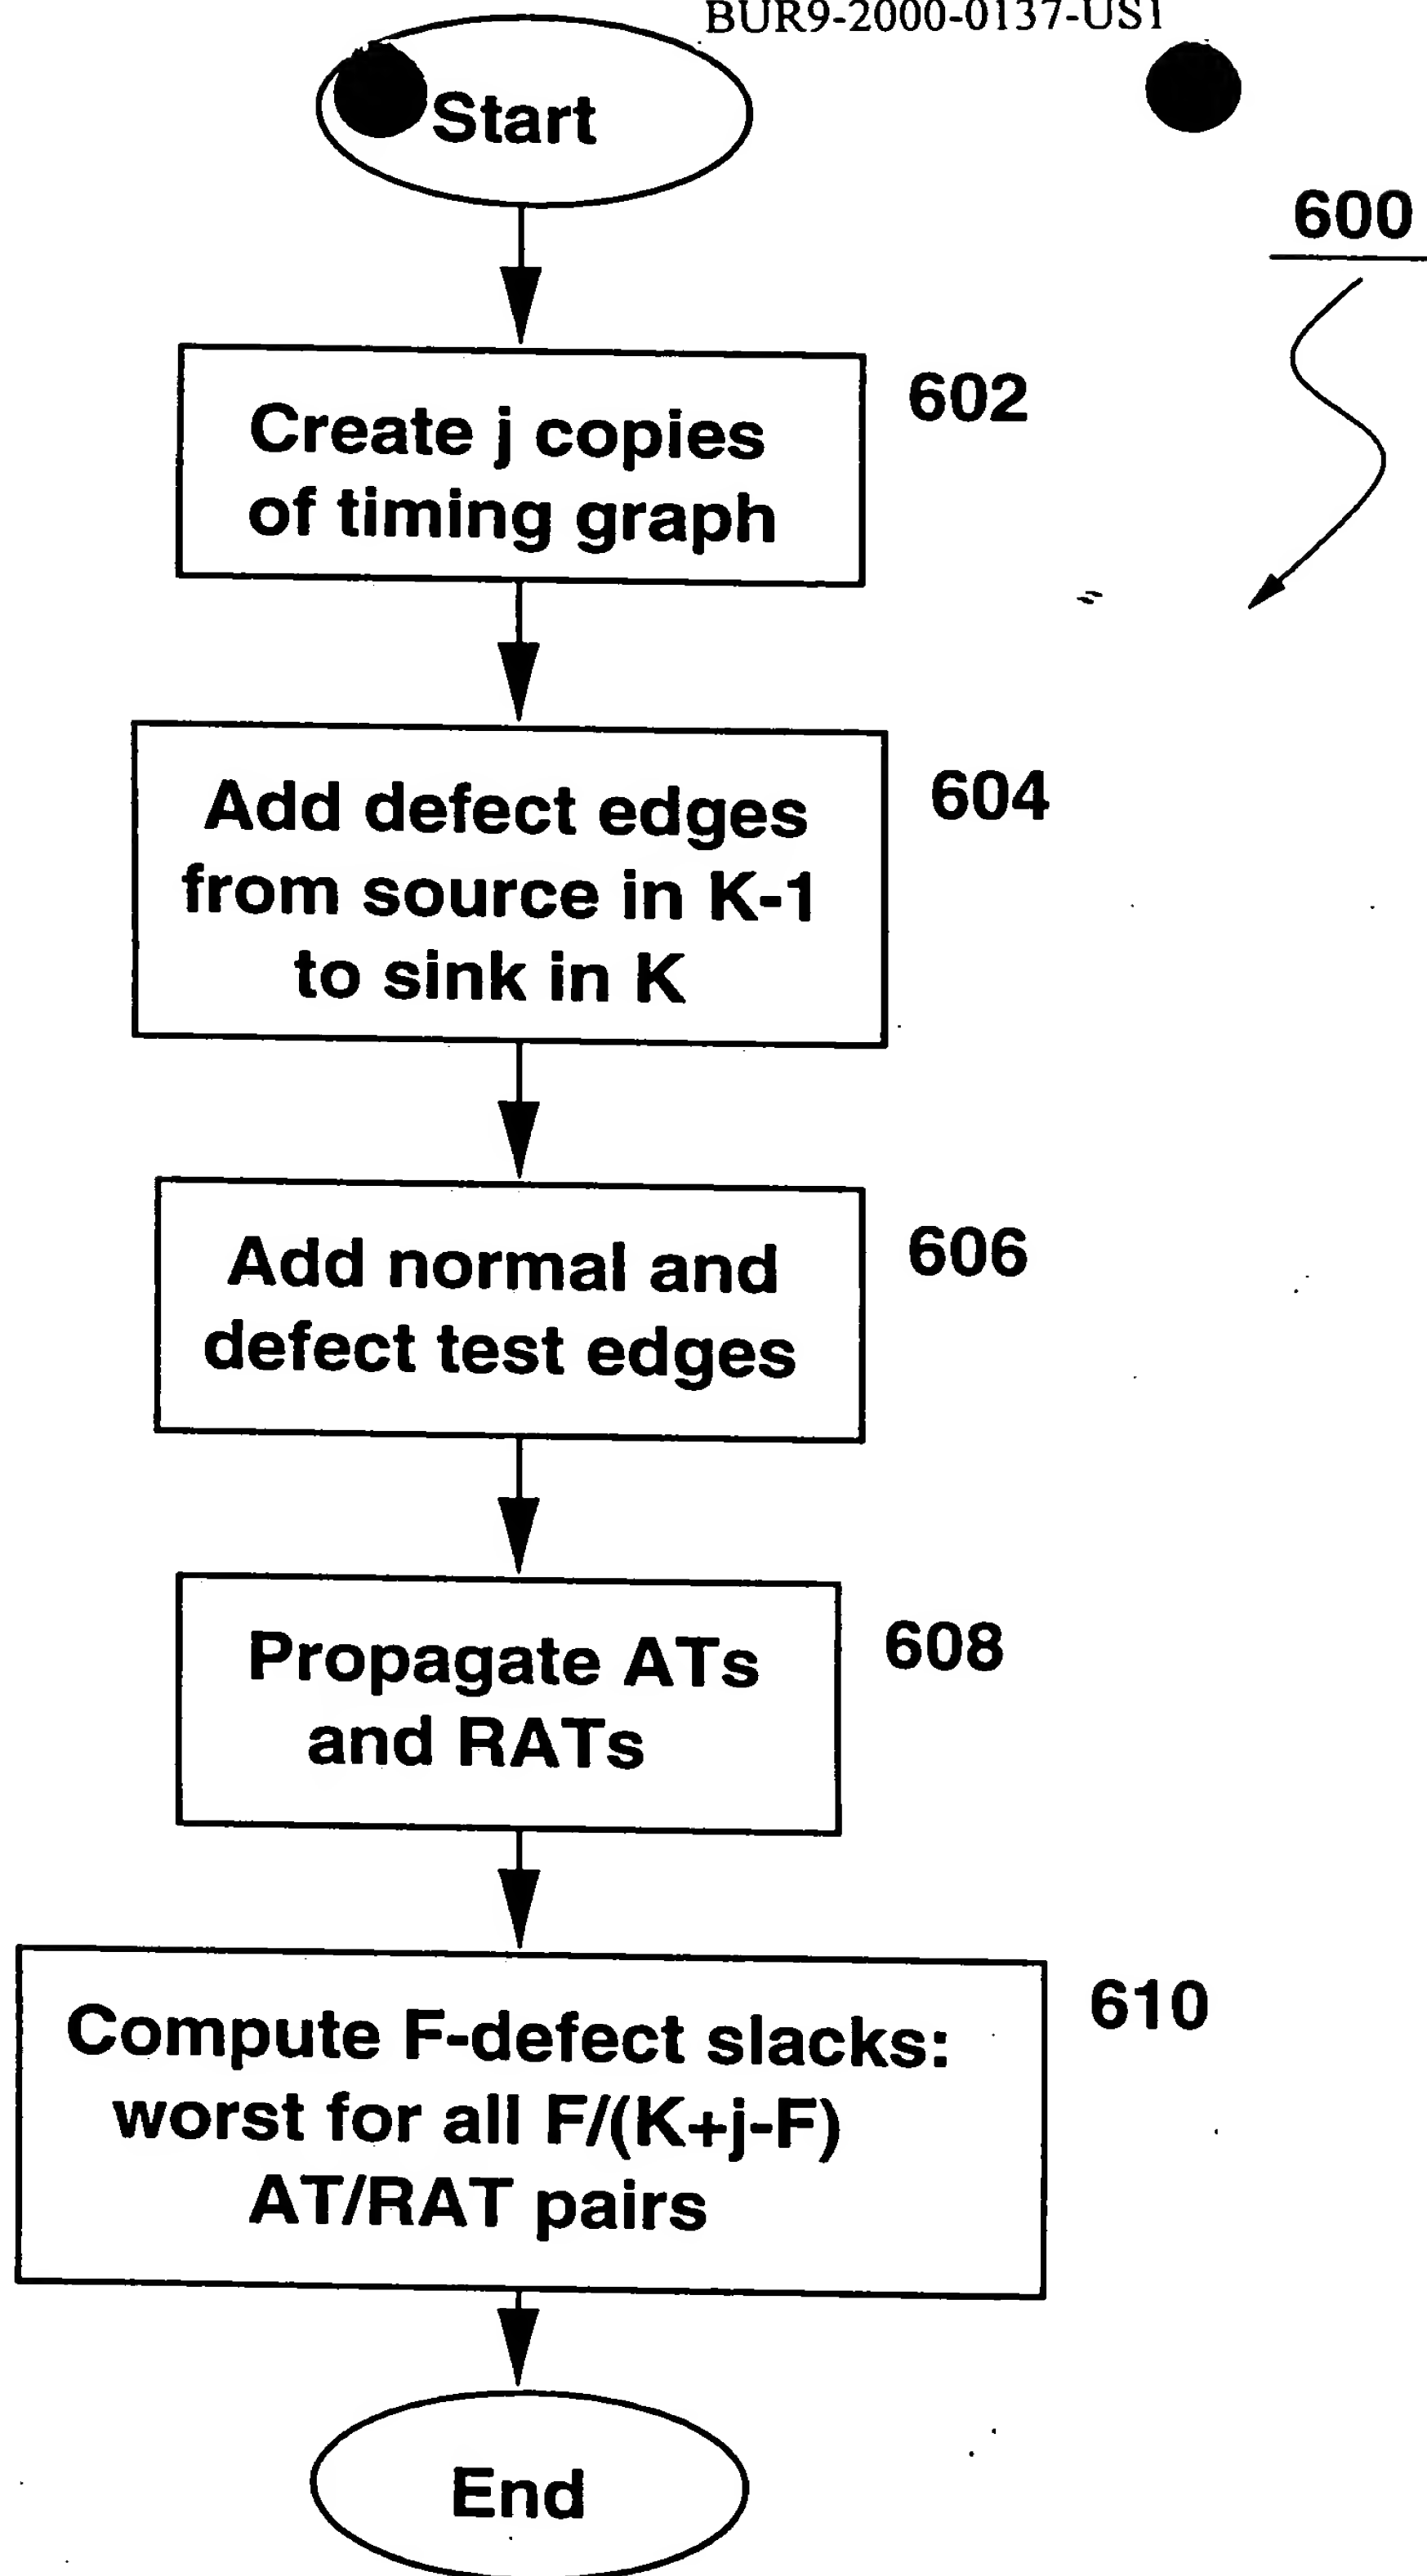 BUR9-2000-0137-US1
Start
600
Create j copies
of timing graph
602
Add defect edges
from source in K-1
to sink in K
604
Add normal and
defect test edges
606
Propagate ATs
and RATs
608
Compute F-defect slacks:
worst for all F/(K+j-F)
AT/RAT pairs
610
End